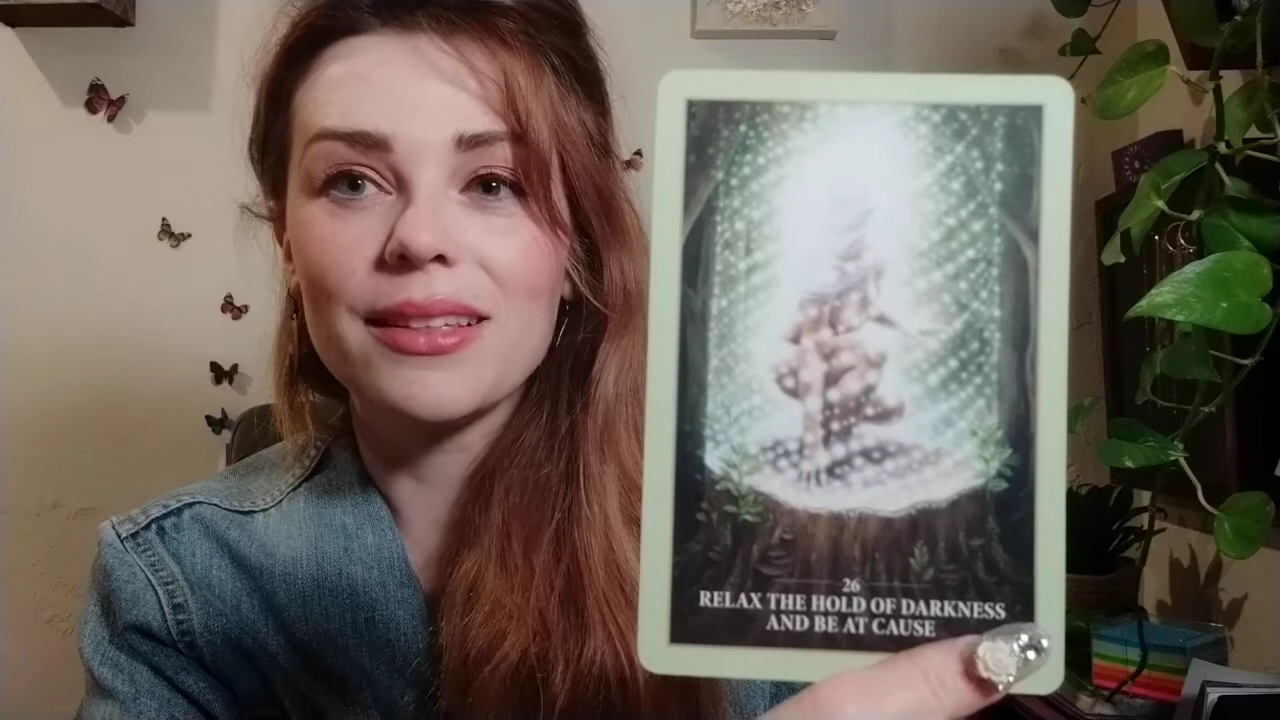 26
RELAX THE HOLD OF DARKNESS
AND BE AT CAUSE